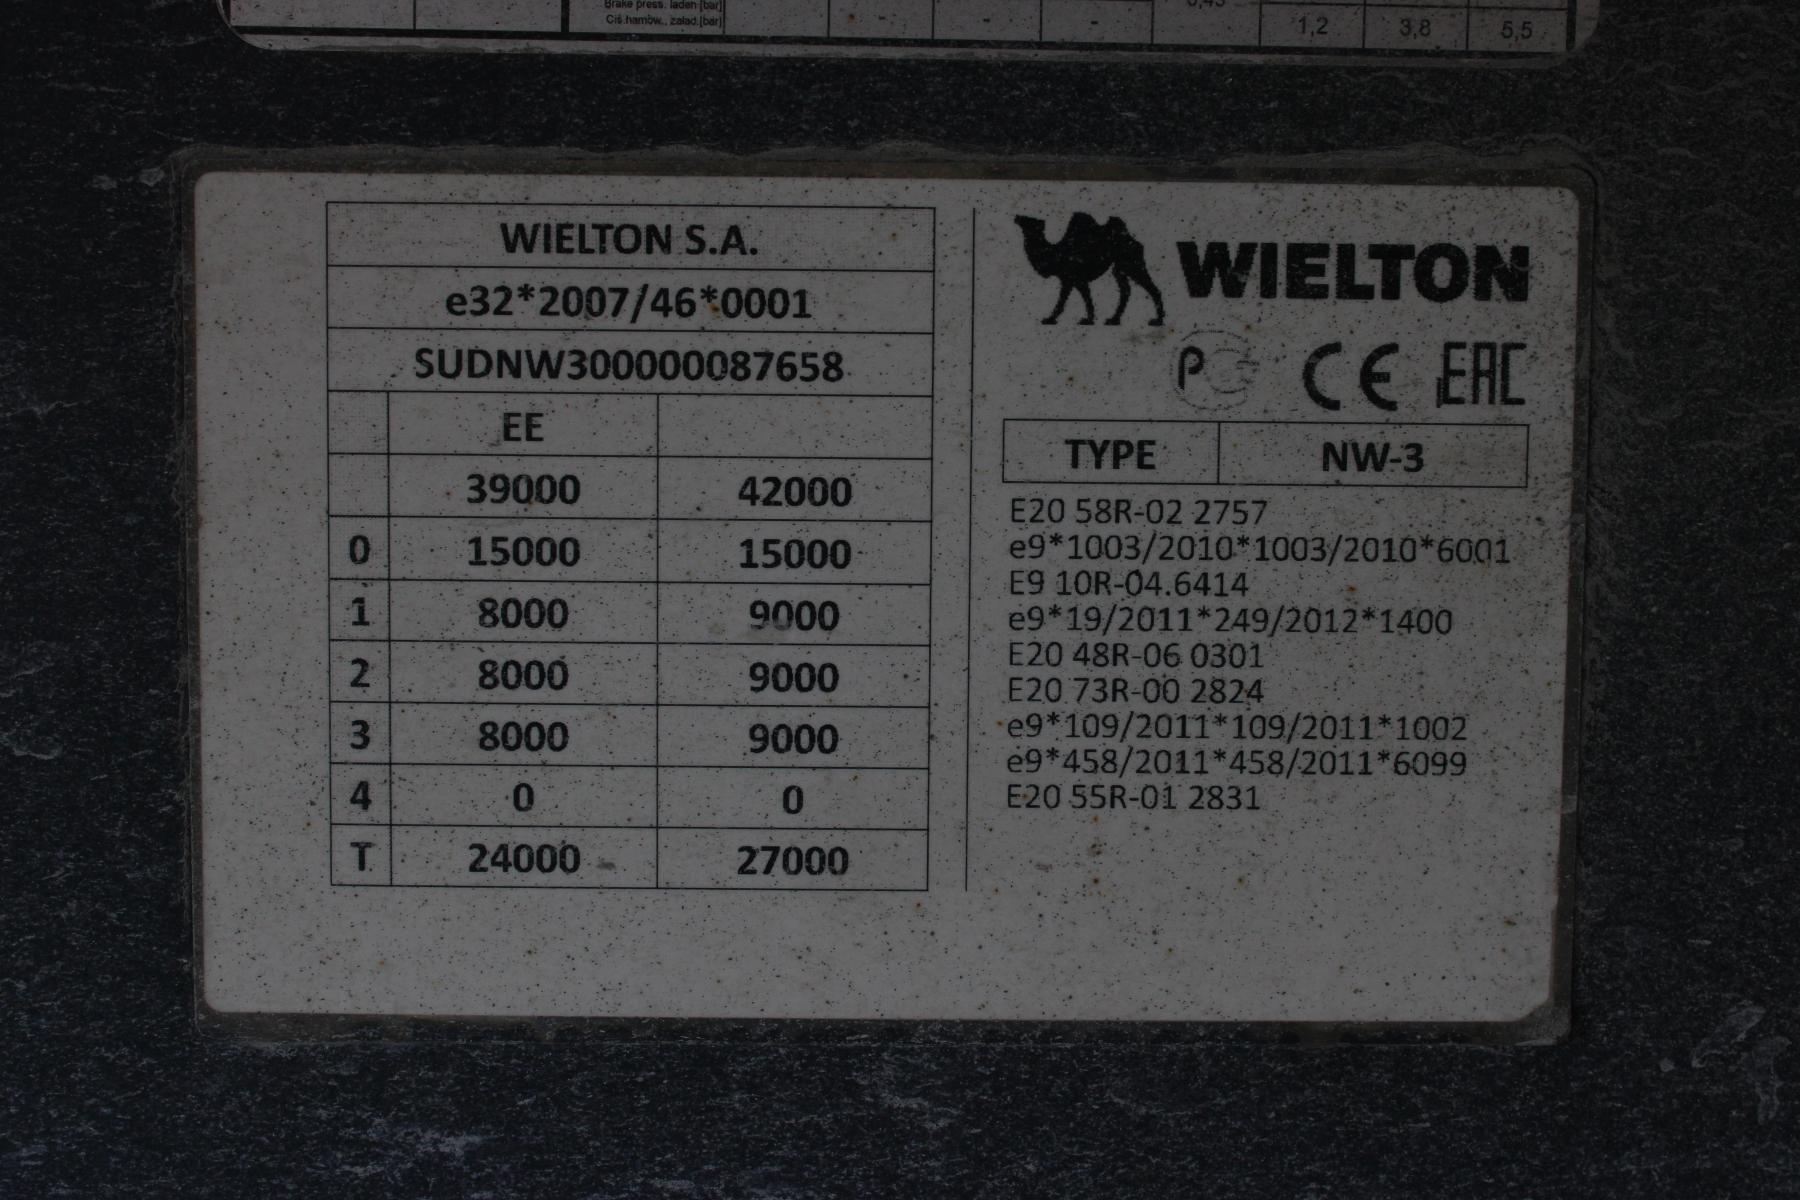 Brake press. laden [bar]
Ciś.hamow., zalad.[bar] - - - 1,2 3,8 5,5
WIELTON S.A.
e32*2007/46*0001
SUDNW300000087658
EE
39000 42000
0 15000 15000
1 8000 9000
2 8000 9000
3 8000 9000
4 0 0
T 24000 27000
WIELTON
PC CE EAC
TYPE NW-3
E20 58R-02 2757
e9*1003/2010*1003/2010*6001
E9 10R-04.6414
e9*19/2011*249/2012*1400
E20 48R-06 0301
E20 73R-00 2824
e9*109/2011*109/2011*1002
e9*458/2011*458/2011*6099
E20 55R-01 2831